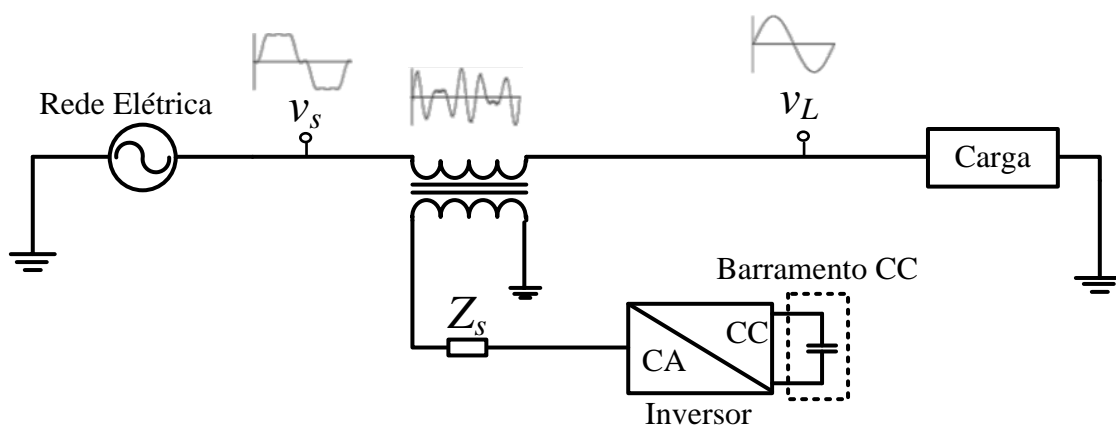 Rede Elétrica
v_s
v_L
Carga
Barramento CC
Z_s
CC
CA
Inversor